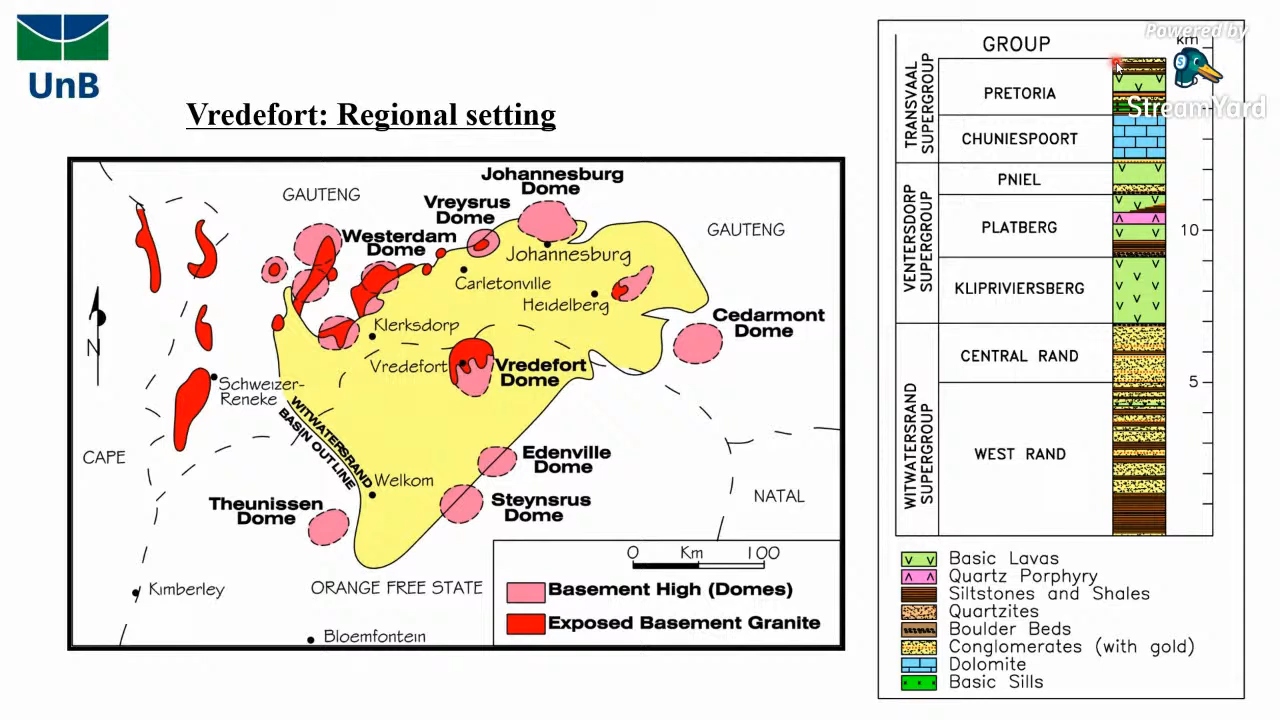 UnB
Vredefort: Regional setting
GAUTENG
Johannesburg
Dome
Vreysrus
Dome
Westerdam
Dome
GAUTENG
Johannesburg
Carletonville
Heidelberg
Cedarmont
Dome
Klerksdorp
Vredefort
Vredefort
Dome
N
Schweizer-
Reneke
WITWATERSRAND
BASIN OUTLINE
CAPE
Edenville
Dome
Welkom
Steynsrus
Dome
Theunissen
Dome
NATAL
ORANGE FREE STATE
Kimberley
Bloemfontein
0 Km 100
Basement High (Domes)
Exposed Basement Granite
Powered by
StreamYard
GROUP
km
TRANSVAAL
SUPERGROUP
PRETORIA
CHUNIESPOORT
VENTERSDORP
SUPERGROUP
PNIEL
PLATBERG
10
KLIPRIVIERSBERG
WITWATERSRAND
SUPERGROUP
CENTRAL RAND
5
WEST RAND
Basic Lavas
Quartz Porphyry
Siltstones and Shales
Quartzites
Boulder Beds
Conglomerates (with gold)
Dolomite
Basic Sills